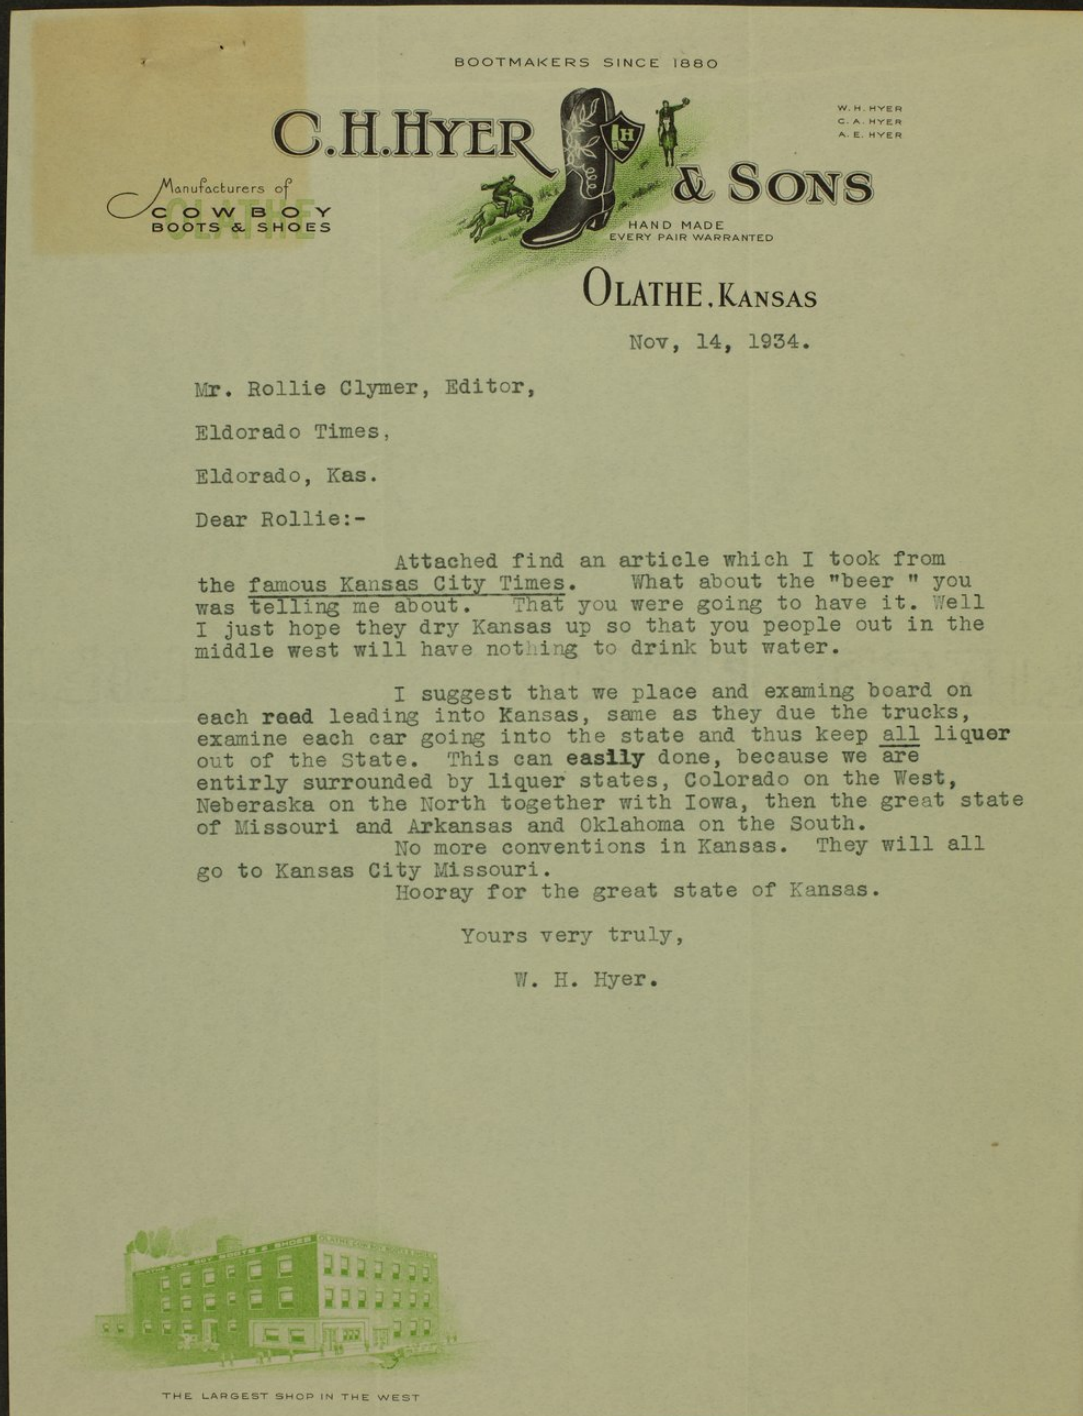 BOOTMAKERS SINCE 1880
C.H.HYER
& SONS
H
W. H. HYER
C. A. HYER
A. E. HYER
Manufacturers of
COWBOY
BOOTS & SHOES
OLATHE
HAND MADE
EVERY PAIR WARRANTED
OLATHE, KANSAS
Nov, 14, 1934.
Mr. Rollie Clymer, Editor,
Eldorado Times,
Eldorado, Kas.
Dear Rollie:-
Attached find an article which I took from
the famous Kansas City Times. What about the "beer " you
was telling me about. That you were going to have it. Well
I just hope they dry Kansas up so that you people out in the
middle west will have nothing to drink but water.
I suggest that we place and examing board on
each road leading into Kansas, same as they due the trucks,
examine each car going into the state and thus keep all liquer
out of the State. This can easily done, because we are
entirly surrounded by liquer states, Colorado on the West,
Neberaska on the North together with Iowa, then the great state
of Missouri and Arkansas and Oklahoma on the South.
No more conventions in Kansas. They will all
go to Kansas City Missouri.
Hooray for the great state of Kansas.
Yours very truly,
W. H. Hyer.
OLATHE COW BOY BOOTS & SHOES
THE LARGEST SHOP IN THE WEST